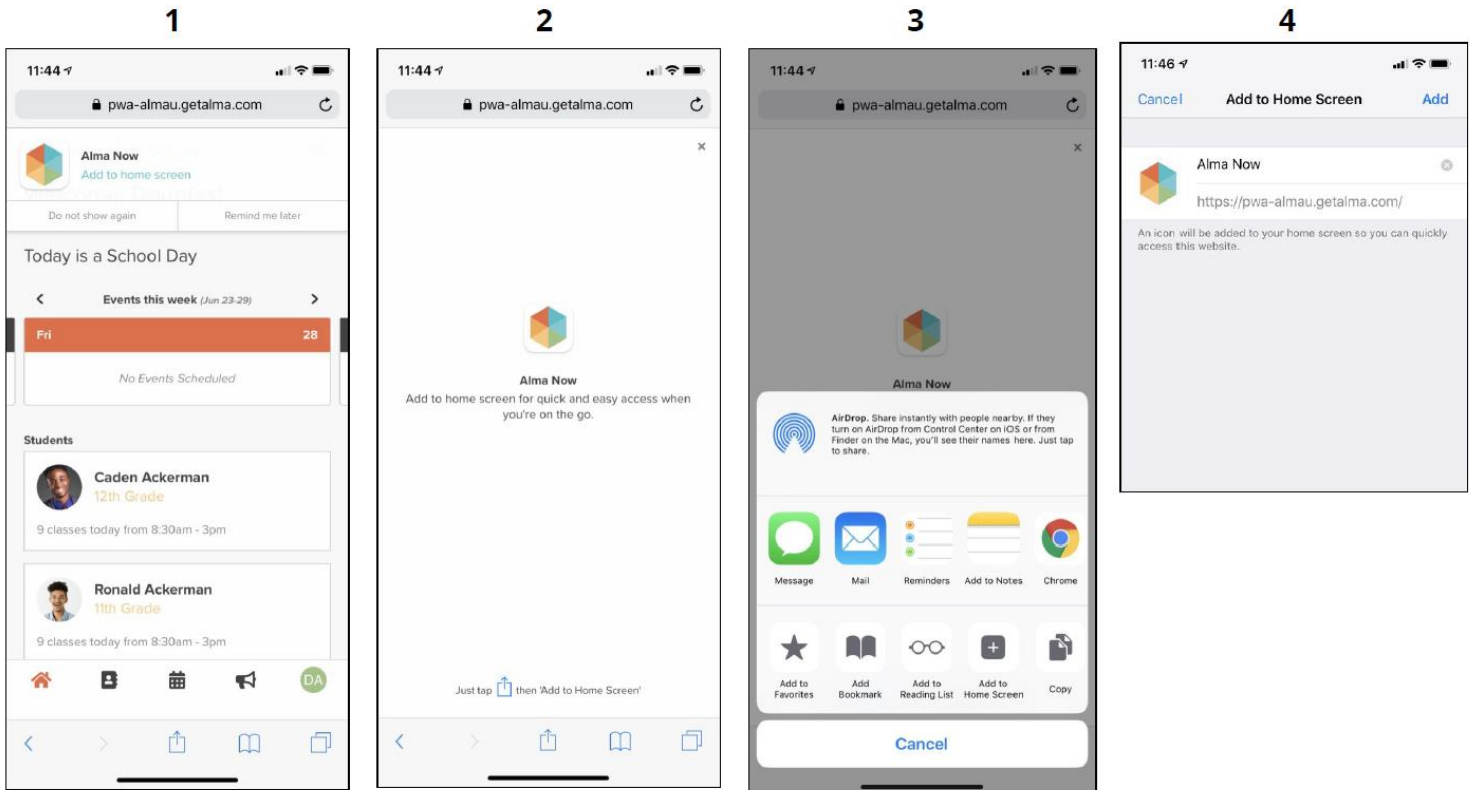 1
2
3
4
11:44
pwa-almau.getalma.com
Alma Now
Add to home screen
Do not show again
Remind me later
Today is a School Day
Events this week (Jun 23-29)
Fri
28
No Events Scheduled
Students
Caden Ackerman
12th Grade
9 classes today from 8:30am - 3pm
Ronald Ackerman
11th Grade
9 classes today from 8:30am - 3pm
DA
11:44
pwa-almau.getalma.com
×
Alma Now
Add to home screen for quick and easy access when
you're on the go.
Just tap then 'Add to Home Screen'
11:44
pwa-almau.getalma.com
×
Alma Now
AirDrop. Share instantly with people nearby. If they
turn on AirDrop from Control Center on iOS or from
Finder on the Mac, you'll see their names here. Just tap
to share.
Message
Mail
Reminders
Add to Notes
Chrome
Add to
Favorites
Add
Bookmark
Add to
Reading List
Add to
Home Screen
Copy
Cancel
11:46
Cancel
Add to Home Screen
Add
Alma Now
https://pwa-almau.getalma.com/
An icon will be added to your home screen so you can quickly
access this website.